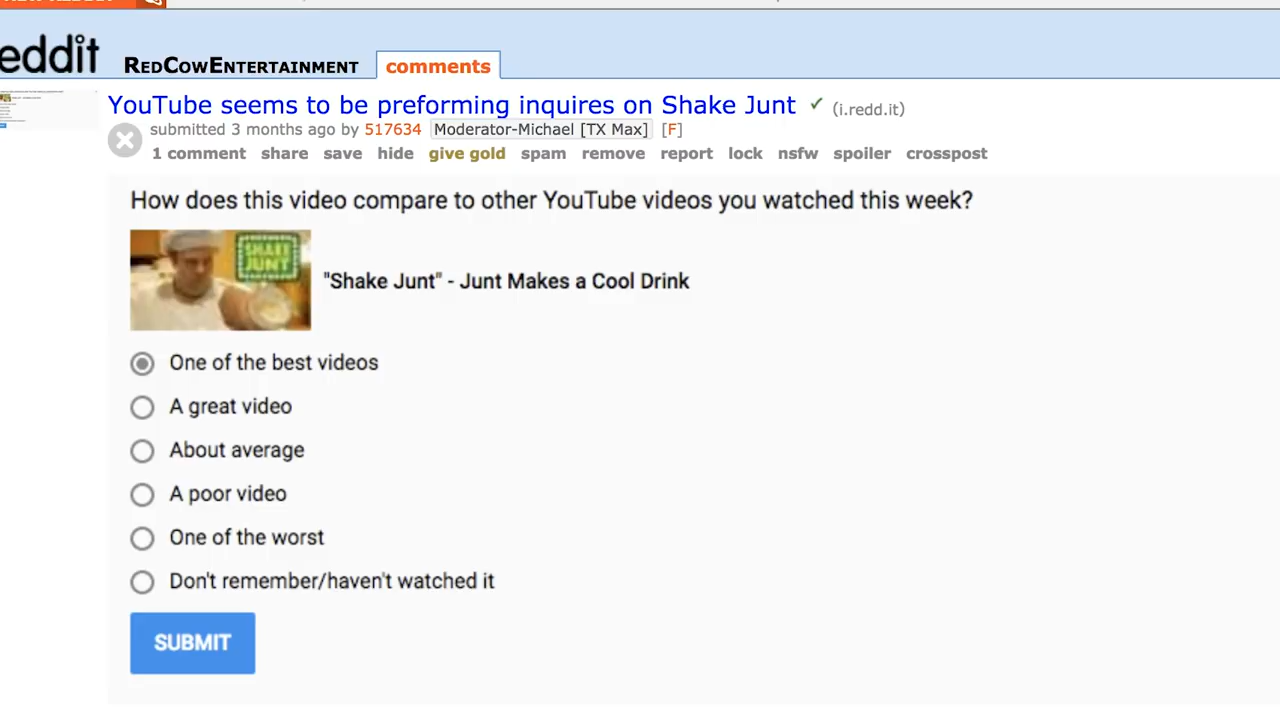 eddit REDCOWENTERTAINMENT comments
YouTube seems to be preforming inquires on Shake Junt ✓ (i.redd.it)
submitted 3 months ago by 517634 Moderator-Michael [TX Max] [F]
1 comment share save hide give gold spam remove report lock nsfw spoiler crosspost
How does this video compare to other YouTube videos you watched this week?
SHAKE
JUNT
"Shake Junt" - Junt Makes a Cool Drink
One of the best videos
A great video
About average
A poor video
One of the worst
Don't remember/haven't watched it
SUBMIT